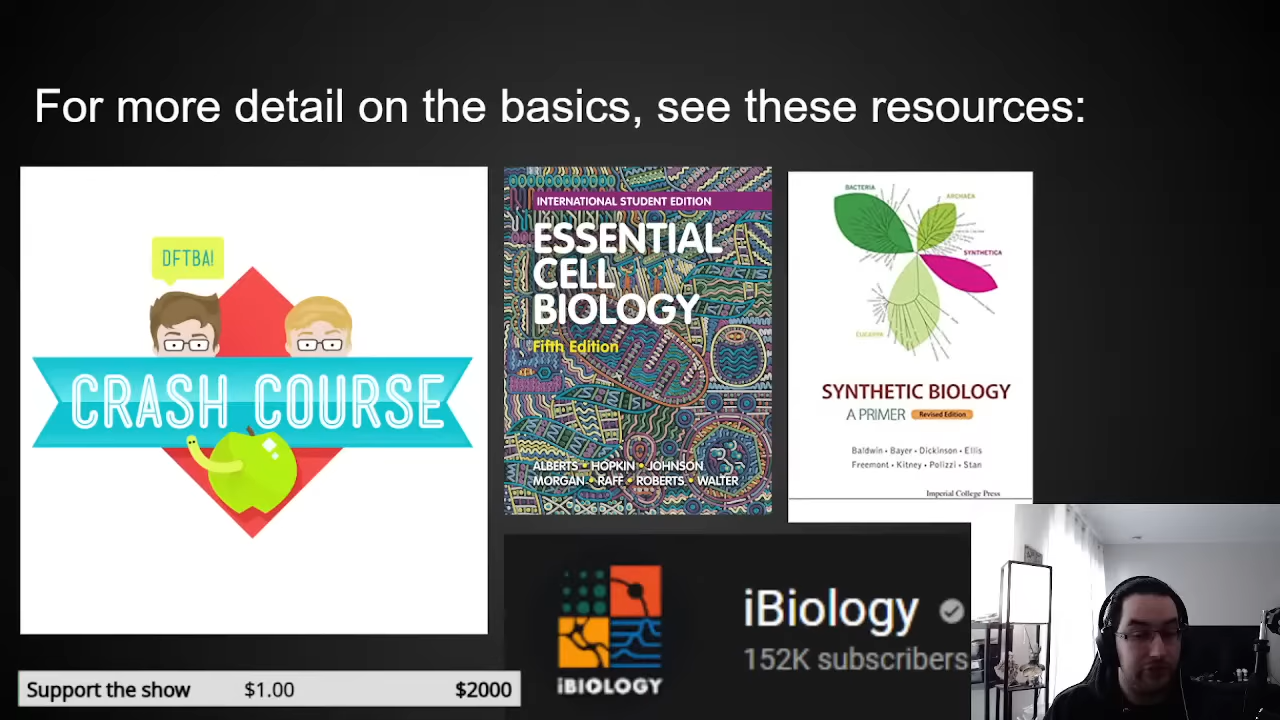 For more detail on the basics, see these resources:
DFTBA!
CRASH COURSE
INTERNATIONAL STUDENT EDITION
ESSENTIAL
CELL
BIOLOGY
Fifth Edition
ALBERTS • HOPKIN • JOHNSON
MORGAN • RAFF • ROBERTS • WALTER
BACTERIA
ARCHAEA
SYNTHETICA
EUCARYA
SYNTHETIC BIOLOGY
A PRIMER Revised Edition
Baldwin • Bayer • Dickinson • Ellis
Freemont • Kitney • Polizzi • Stan
Imperial College Press
iBIOLOGY
iBiology
152K subscribers
Support the show $1.00 $2000